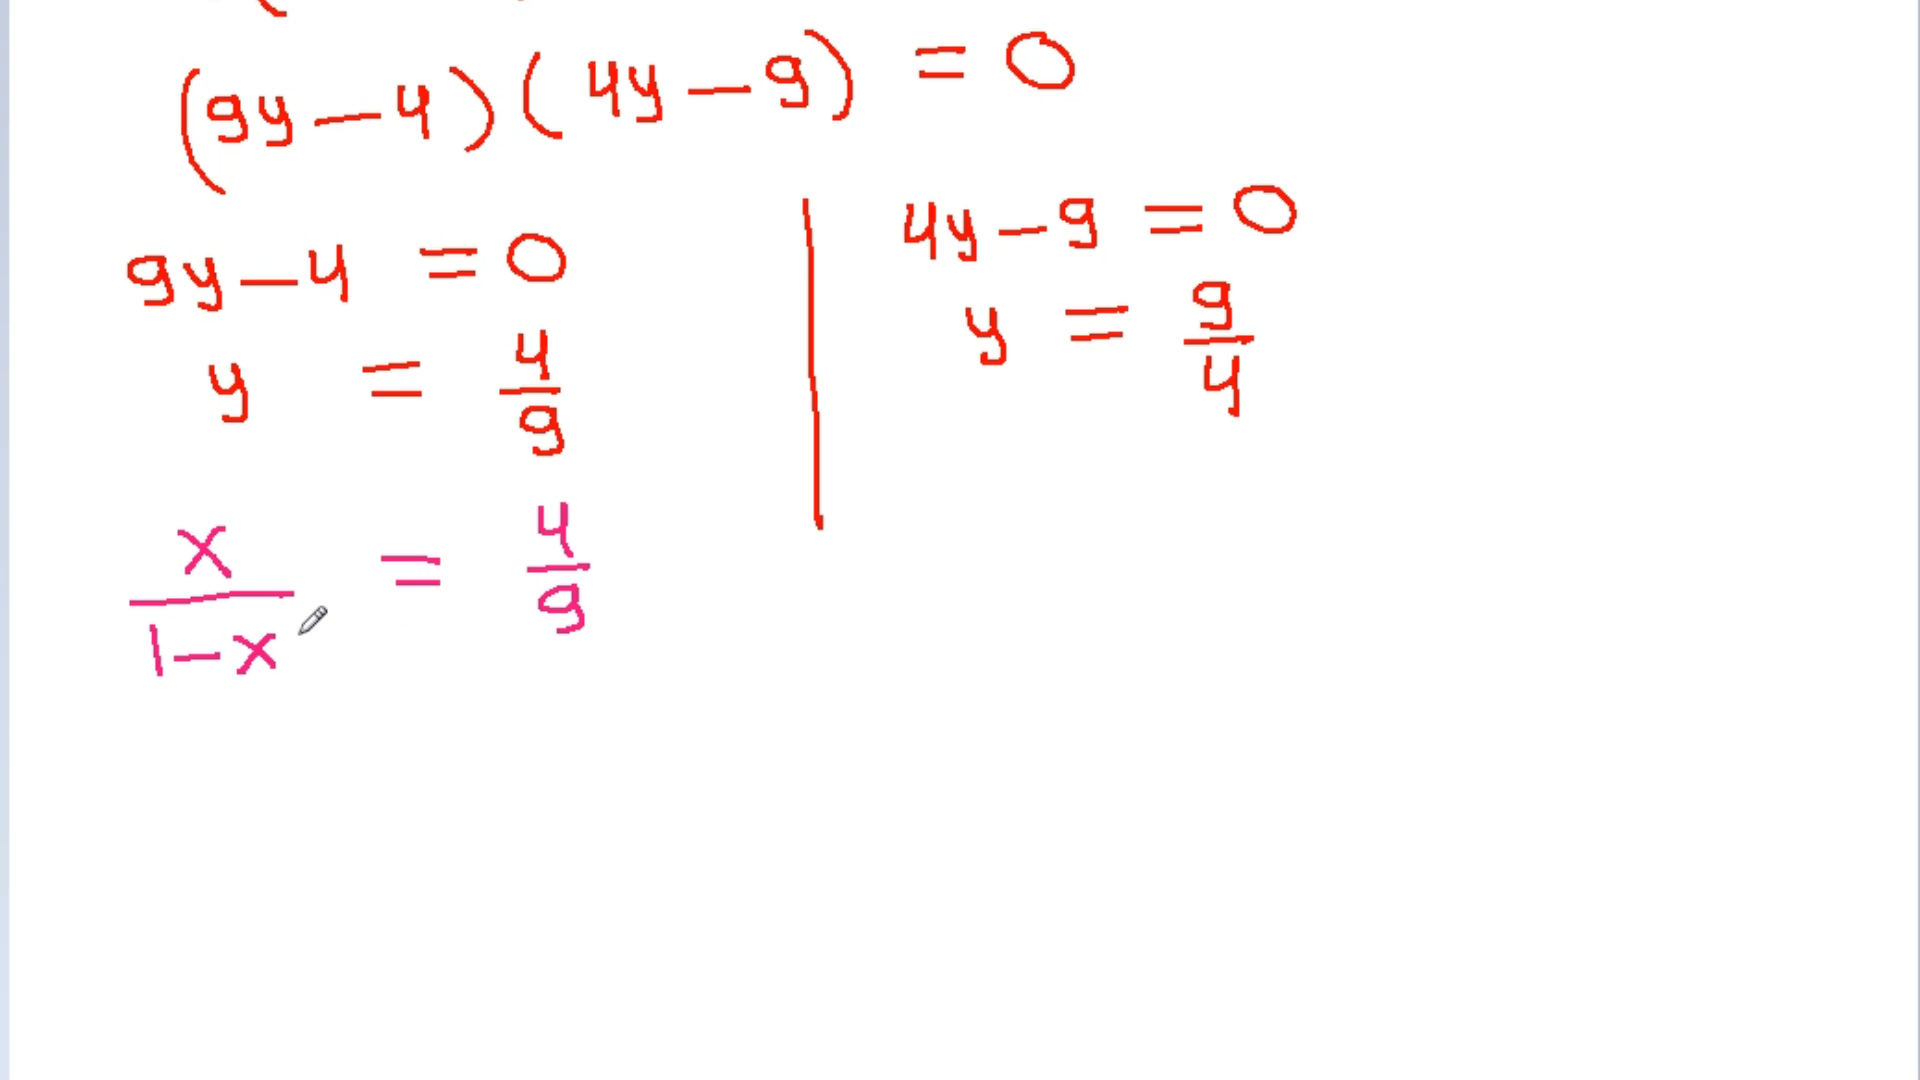 (9y-4)(4y-9) = 0
9y-4 = 0
y = 4/9
x/(1-x) = 4/9
4y-9 = 0
y = 9/4